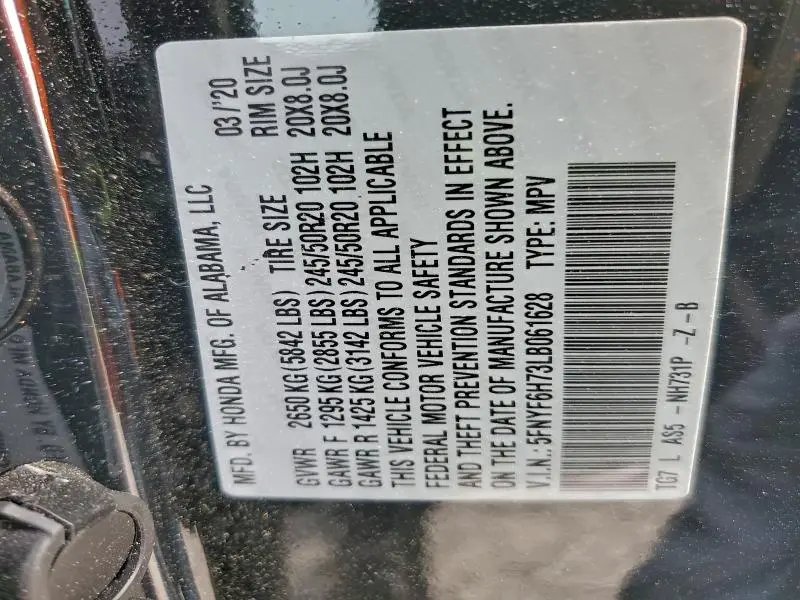 MFD. BY HONDA MFG. OF ALABAMA, LLC 03/'20
GVWR 2650 KG (5842 LBS) TIRE SIZE RIM SIZE
GAWR F 1295 KG (2855 LBS) 245/50R20 102H 20X8.0J
GAWR R 1425 KG (3142 LBS) 245/50R20 102H 20X8.0J
THIS VEHICLE CONFORMS TO ALL APPLICABLE
FEDERAL MOTOR VEHICLE SAFETY
AND THEFT PREVENTION STANDARDS IN EFFECT
ON THE DATE OF MANUFACTURE SHOWN ABOVE.
V.I.N.: 5FNYF6H73LB061628 TYPE: MPV
TG7 L AS5 -NH731P -Z-B